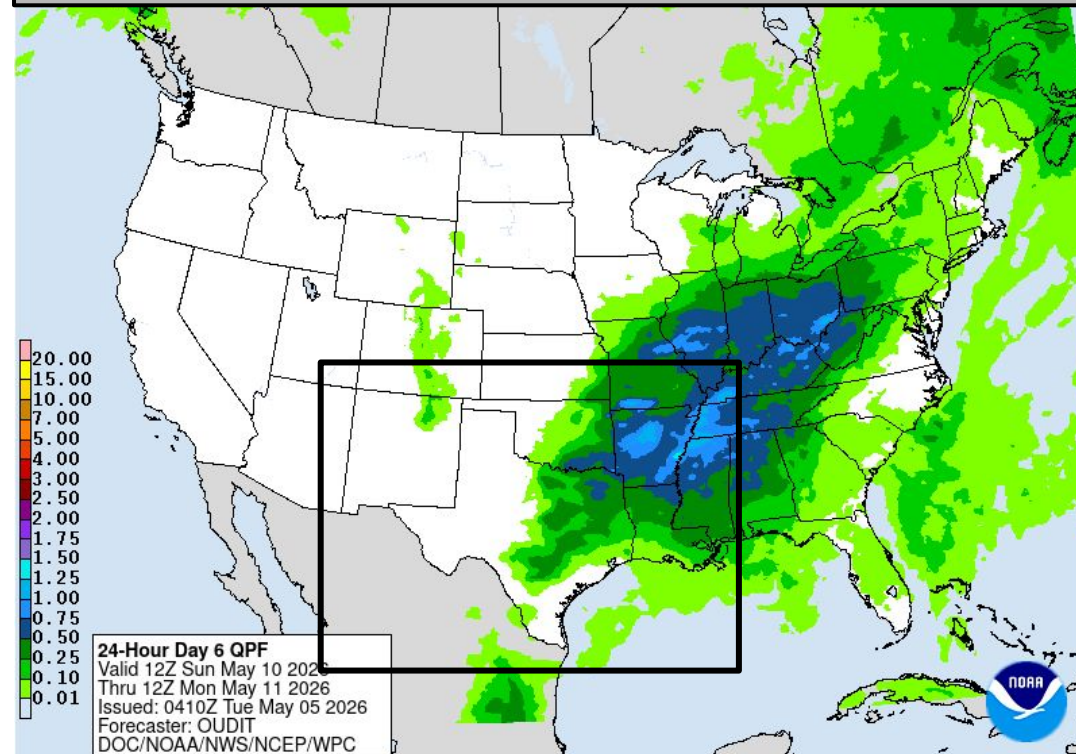 20.00
15.00
10.00
7.00
5.00
4.00
3.00
2.50
2.00
1.75
1.50
1.25
1.00
0.75
0.50
0.25
0.10
0.01
24-Hour Day 6 QPF
Valid 12Z Sun May 10 2026
Thru 12Z Mon May 11 2026
Issued: 0410Z Tue May 05 2026
Forecaster: OUDIT
DOC/NOAA/NWS/NCEP/WPC
NOAA